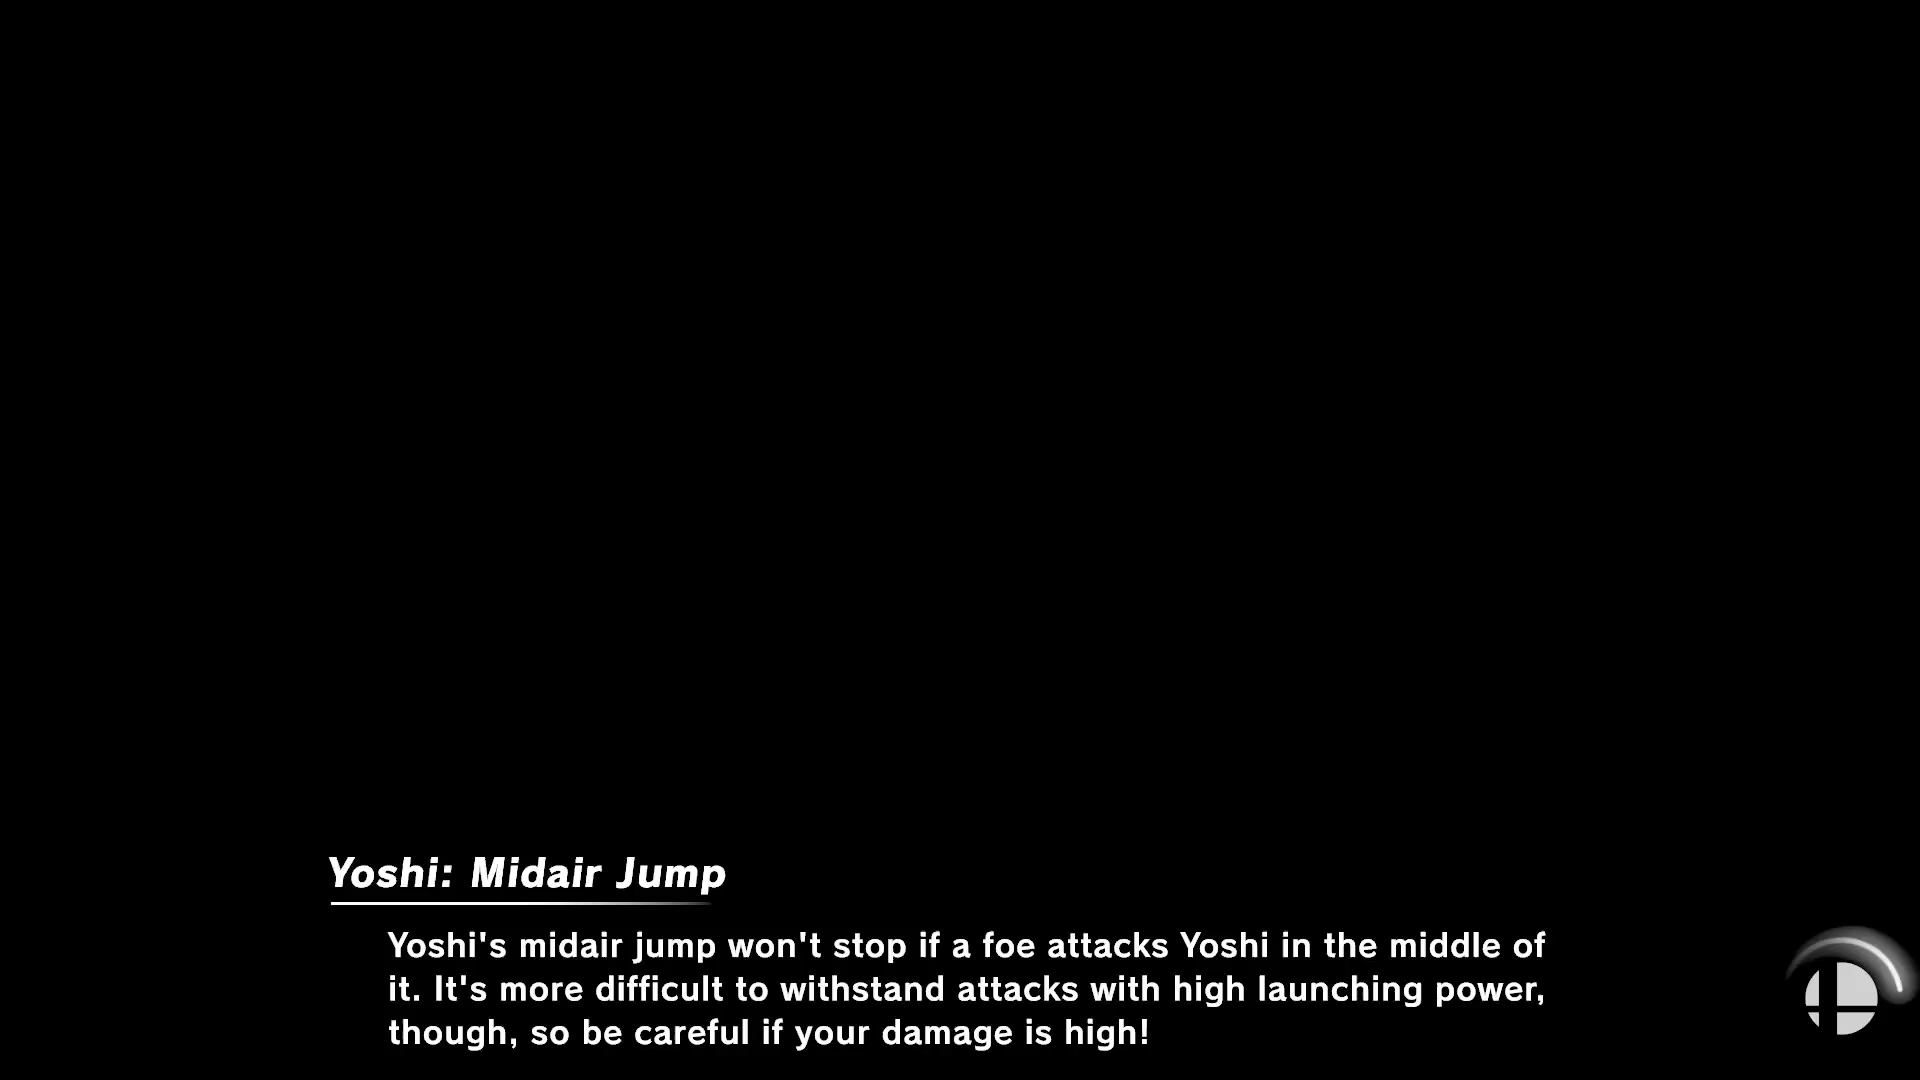 Yoshi: Midair Jump
Yoshi's midair jump won't stop if a foe attacks Yoshi in the middle of
it. It's more difficult to withstand attacks with high launching power,
though, so be careful if your damage is high!